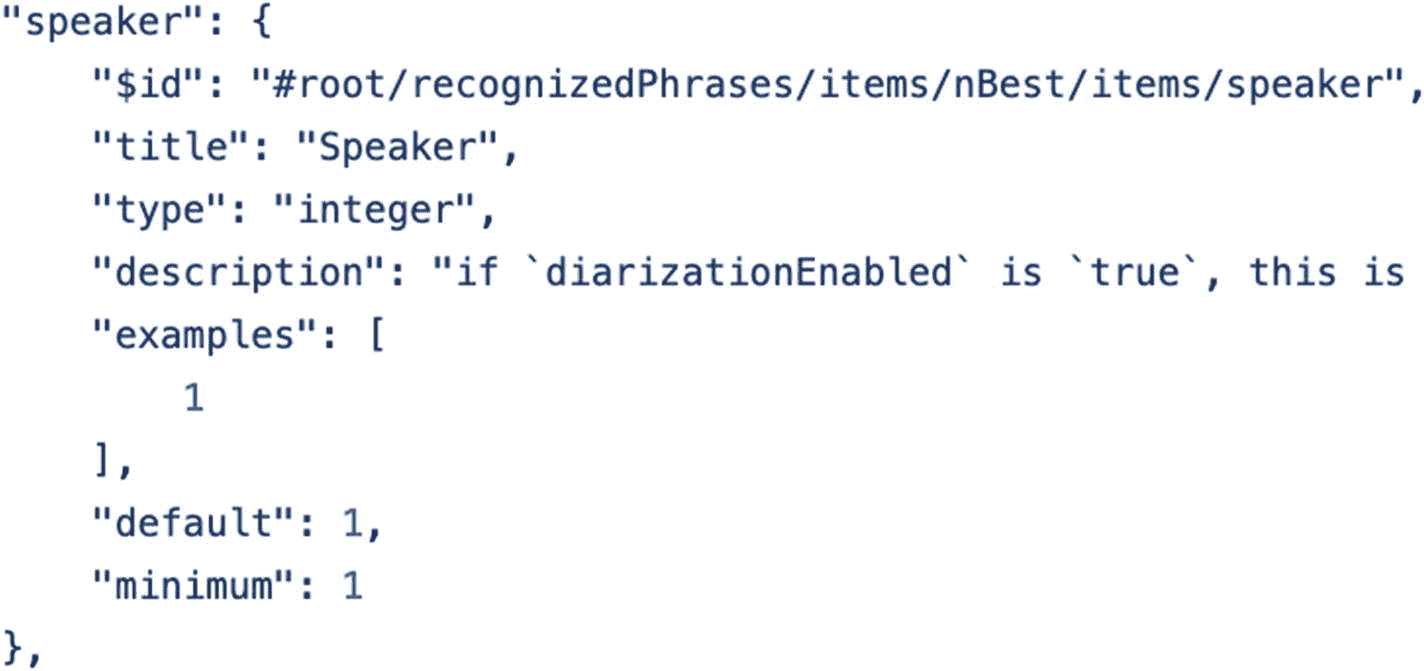 "speaker": {
    "$id": "#root/recognizedPhrases/items/nBest/items/speaker",
    "title": "Speaker",
    "type": "integer",
    "description": "if `diarizationEnabled` is `true`, this is
    "examples": [
        1
    ],
    "default": 1,
    "minimum": 1
},